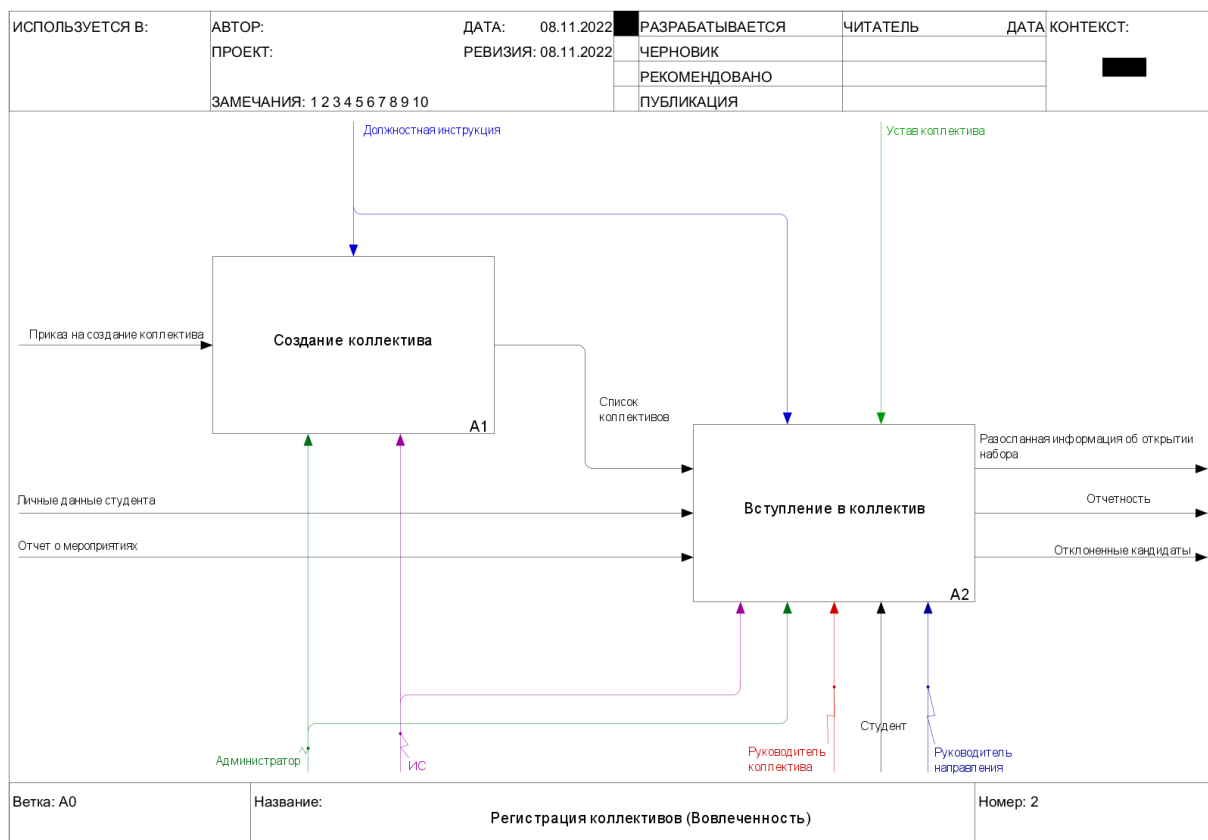 ИСПОЛЬЗУЕТСЯ В:
АВТОР:
ДАТА: 08.11.2022
РАЗРАБАТЫВАЕТСЯ
ЧИТАТЕЛЬ
ДАТА
КОНТЕКСТ:
ПРОЕКТ:
РЕВИЗИЯ: 08.11.2022
ЧЕРНОВИК
РЕКОМЕНДОВАНО
ЗАМЕЧАНИЯ: 1 2 3 4 5 6 7 8 9 10
ПУБЛИКАЦИЯ
Должностная инструкция
Устав коллектива
Приказ на создание коллектива
Создание коллектива
A1
Список
коллективов
Разосланная информация об открытии
набора
Личные данные студента
Вступление в коллектив
Отчетность
Отчет о мероприятиях
Отклоненные кандидаты
A2
Студент
Администратор
ИС
Руководитель
коллектива
Руководитель
направления
Ветка: A0
Название:
Регистрация коллективов (Вовлеченность)
Номер: 2